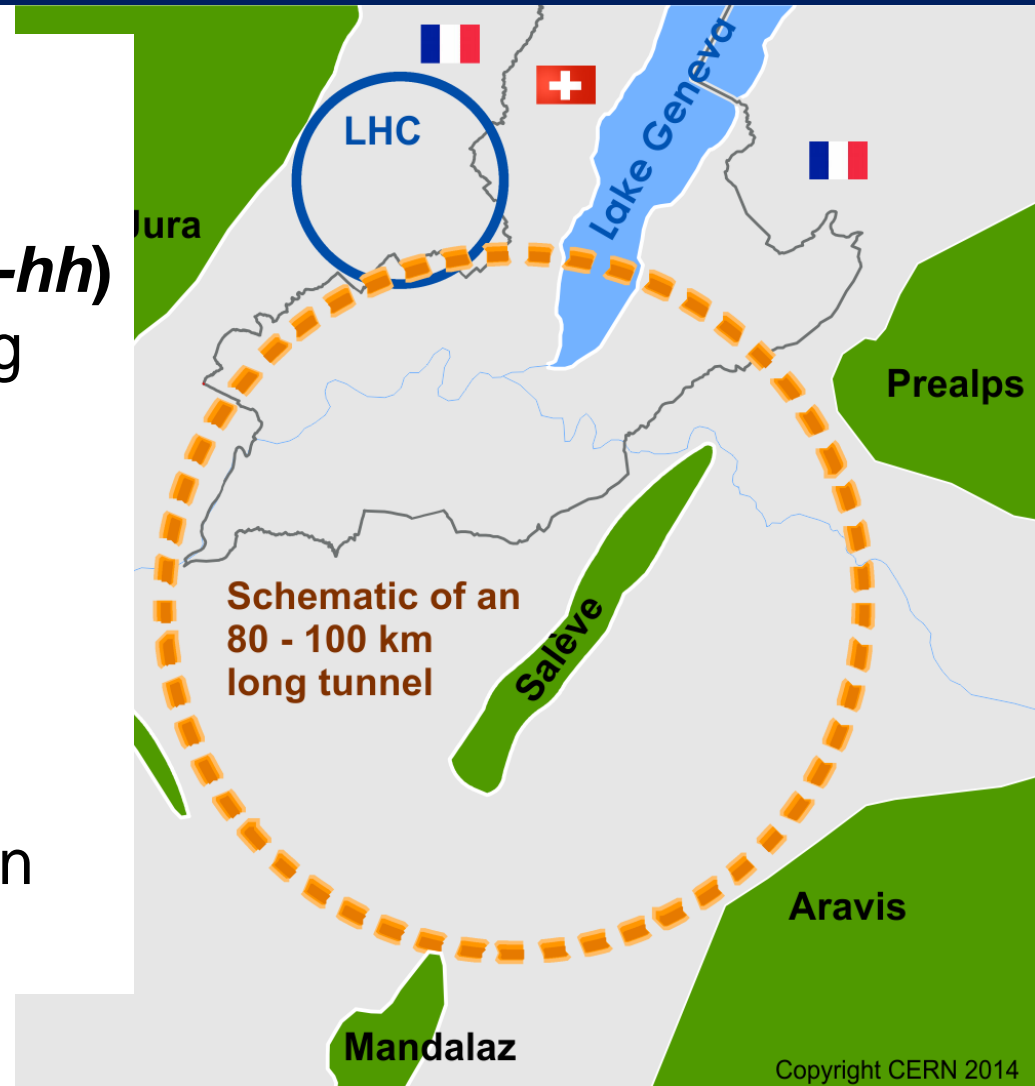 LHC
Lake Geneva
Jura
-hh)
g
Prealps
Schematic of an
80 - 100 km
long tunnel
Salève
n
Aravis
Mandalaz
Copyright CERN 2014